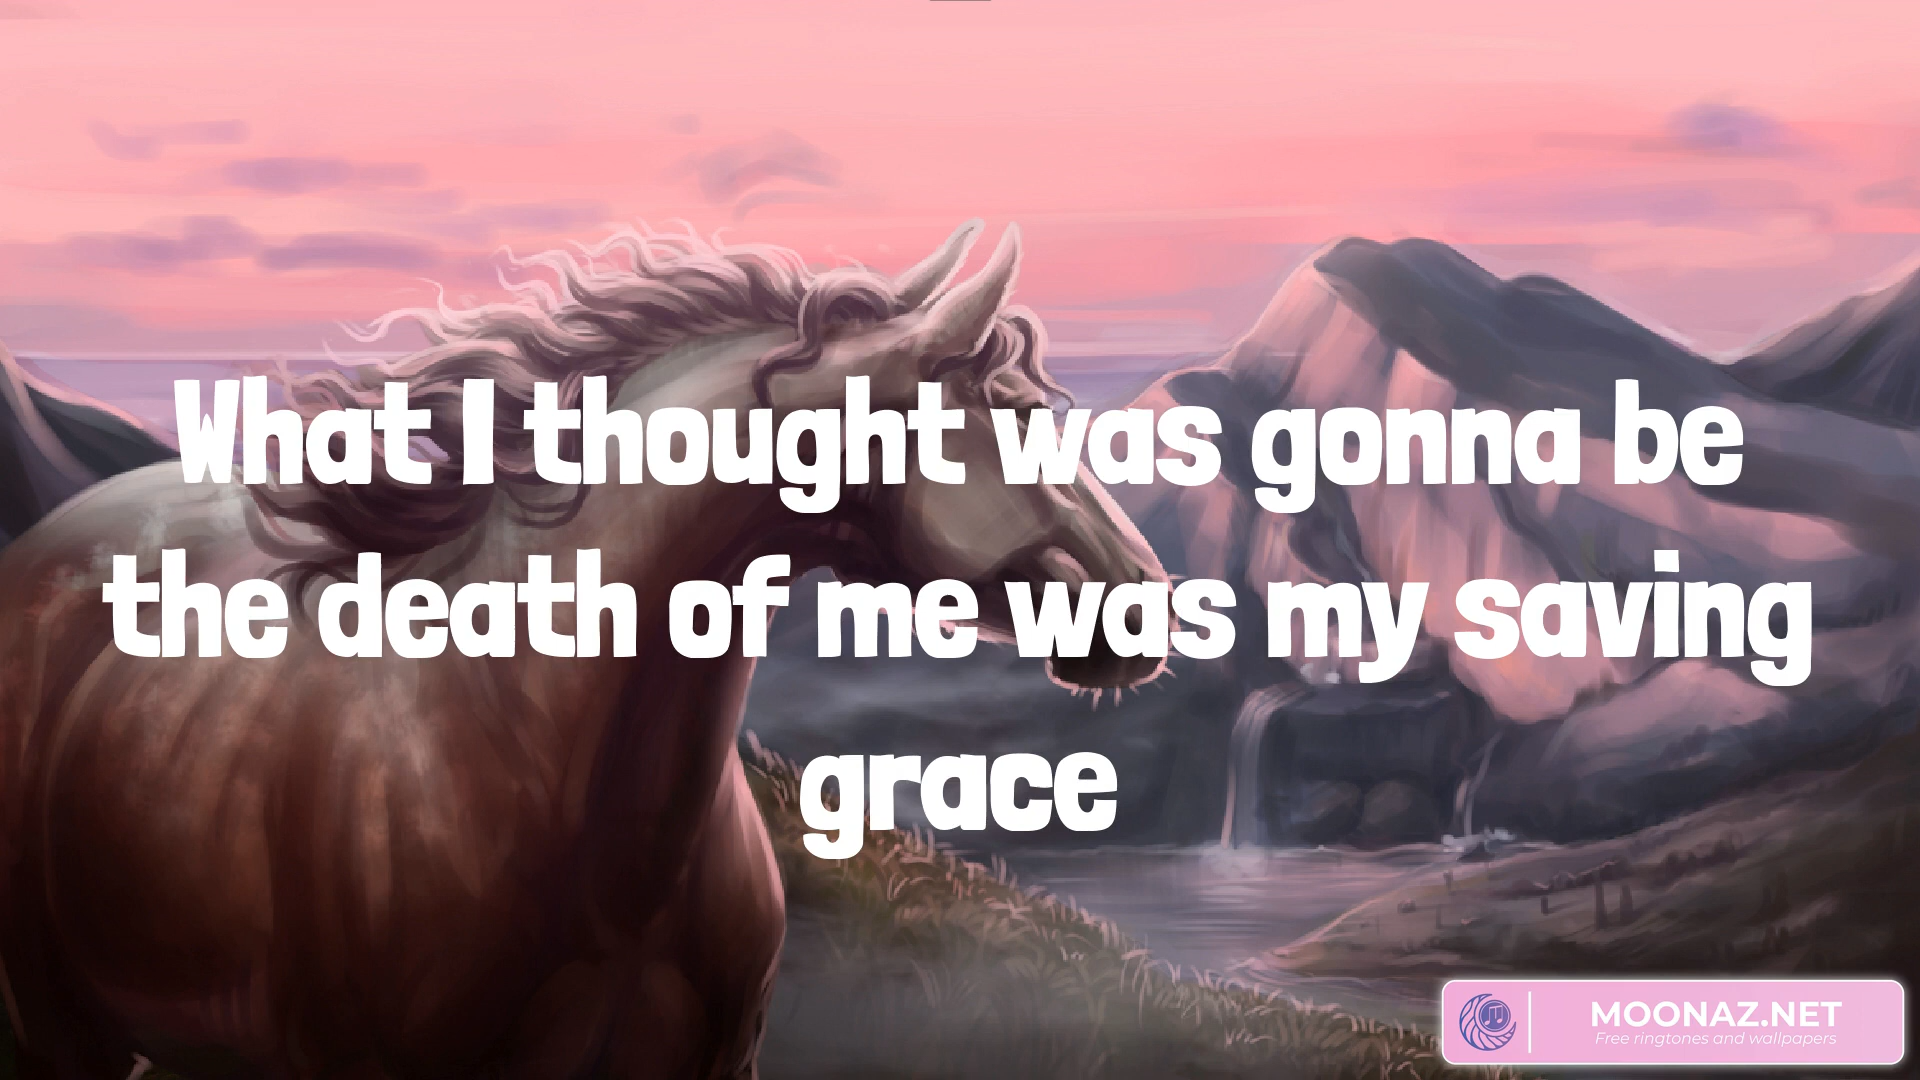 What I thought was gonna be
the death of me was my saving
grace
MOONAZ.NET
Free ringtones and wallpapers